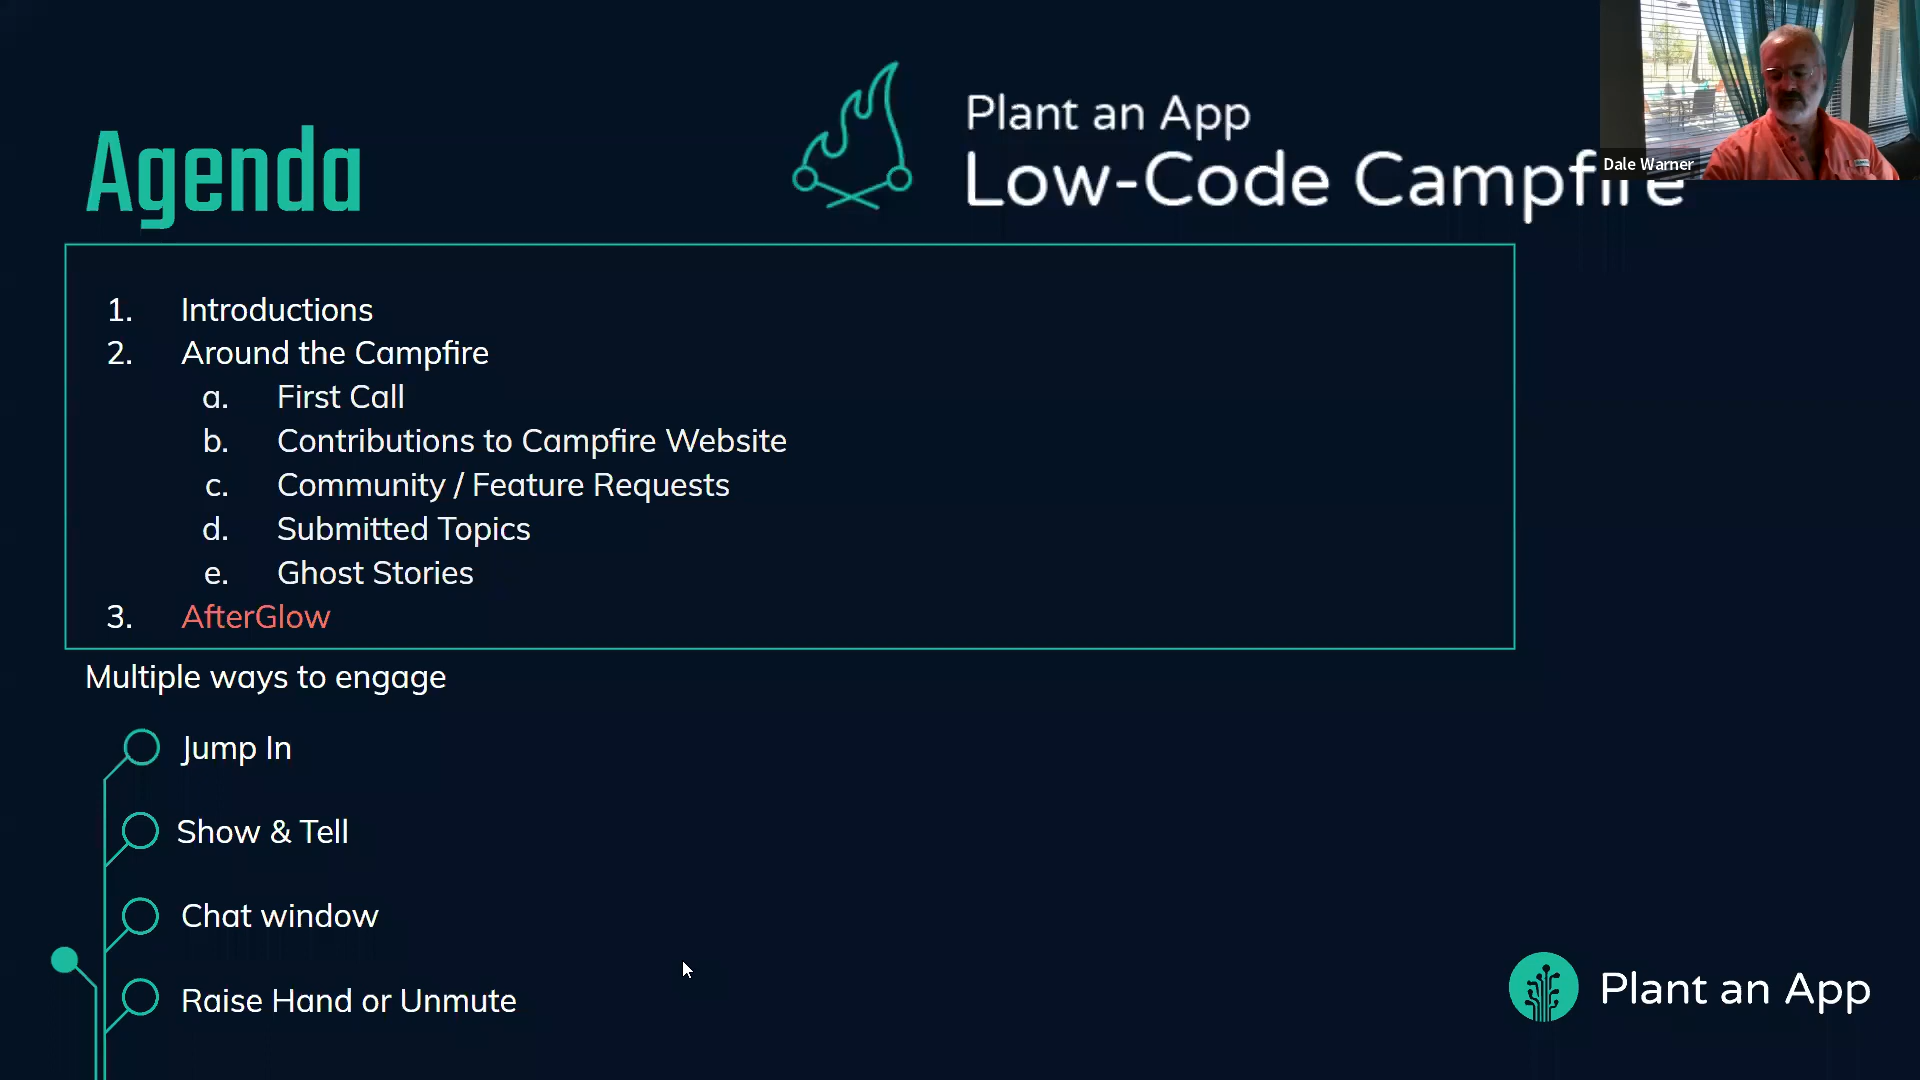 Agenda
Plant an App
Low-Code Campfire
Dale Warner
1. Introductions
2. Around the Campfire
a. First Call
b. Contributions to Campfire Website
c. Community / Feature Requests
d. Submitted Topics
e. Ghost Stories
3. AfterGlow
Multiple ways to engage
Jump In
Show & Tell
Chat window
Raise Hand or Unmute
Plant an App